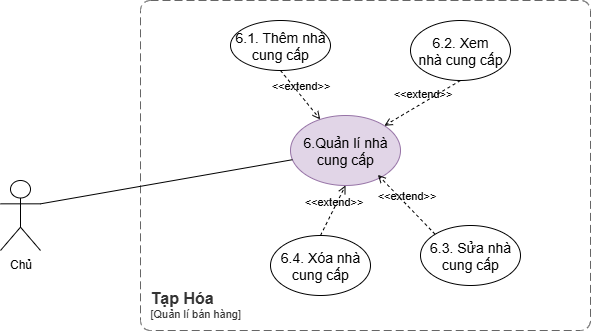 6.1. Thêm nhà
cung cấp
6.2. Xem
nhà cung cấp
<<extend>>
<<extend>>
6.Quản lí nhà
cung cấp
<<extend>>
<<extend>>
6.4. Xóa nhà
cung cấp
6.3. Sửa nhà
cung cấp
Chủ
Tạp Hóa
[Quản lí bán hàng]